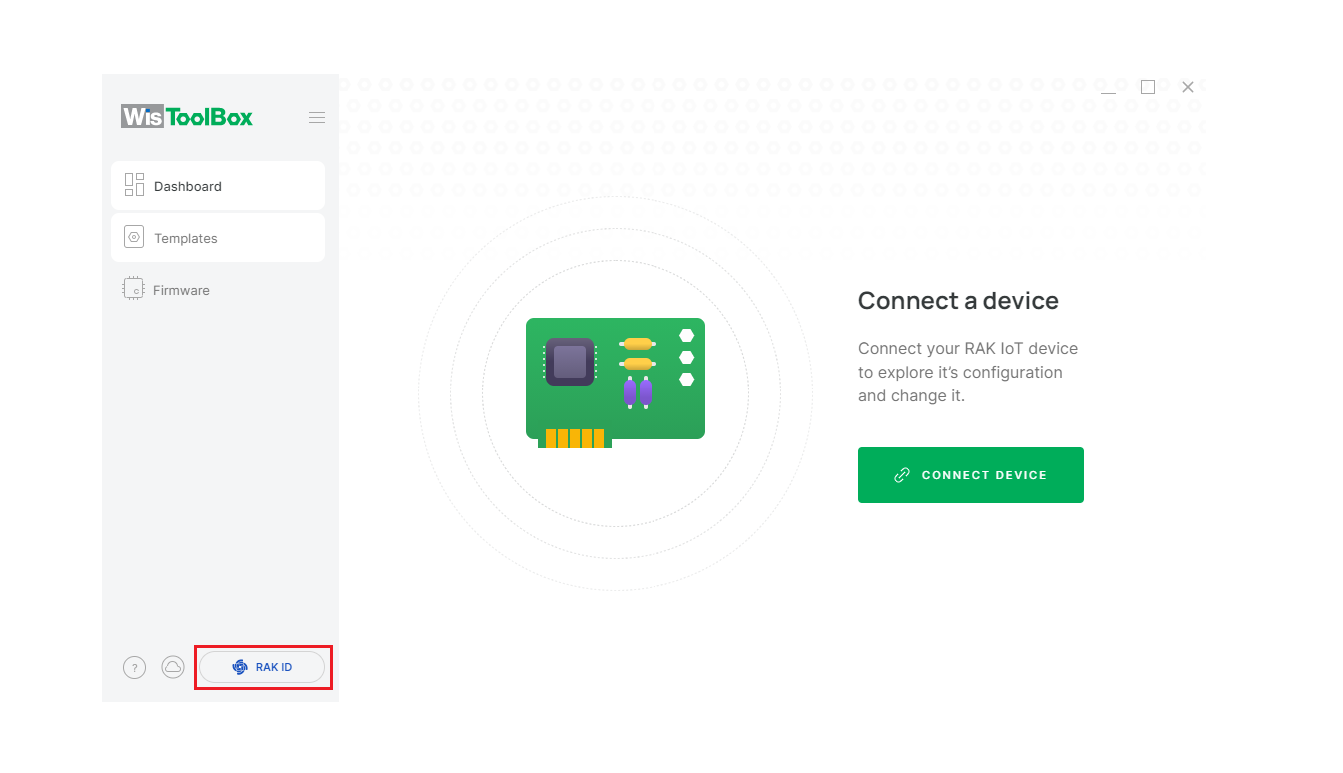 WisToolBox
Dashboard
Templates
C
Firmware
Connect a device
Connect your RAK IoT device
to explore it’s configuration
and change it.
CONNECT DEVICE
?
RAK ID